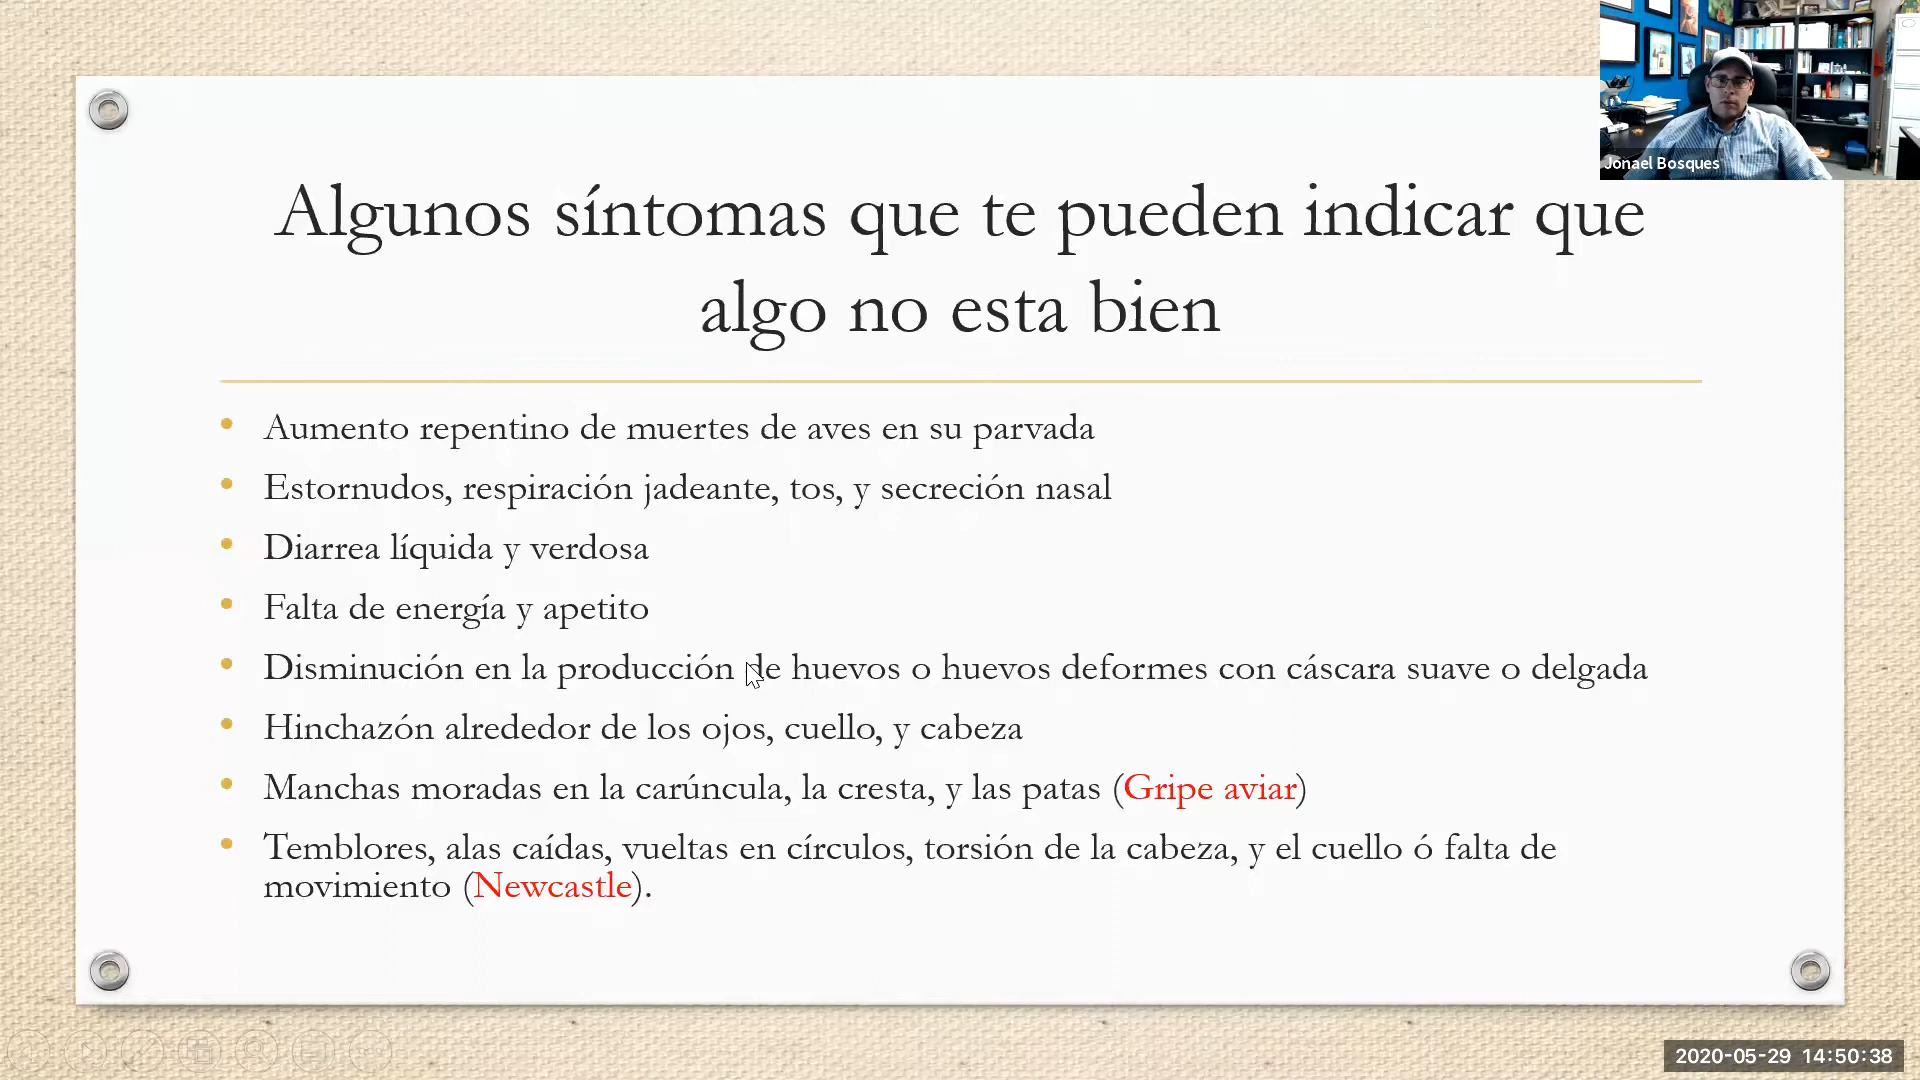 Jonael Bosques
Algunos síntomas que te pueden indicar que
algo no esta bien
• Aumento repentino de muertes de aves en su parvada
• Estornudos, respiración jadeante, tos, y secreción nasal
• Diarrea líquida y verdosa
• Falta de energía y apetito
• Disminución en la producción de huevos o huevos deformes con cáscara suave o delgada
• Hinchazón alrededor de los ojos, cuello, y cabeza
• Manchas moradas en la carúncula, la cresta, y las patas (Gripe aviar)
• Temblores, alas caídas, vueltas en círculos, torsión de la cabeza, y el cuello ó falta de
movimiento (Newcastle).
2020-05-29 14:50:38